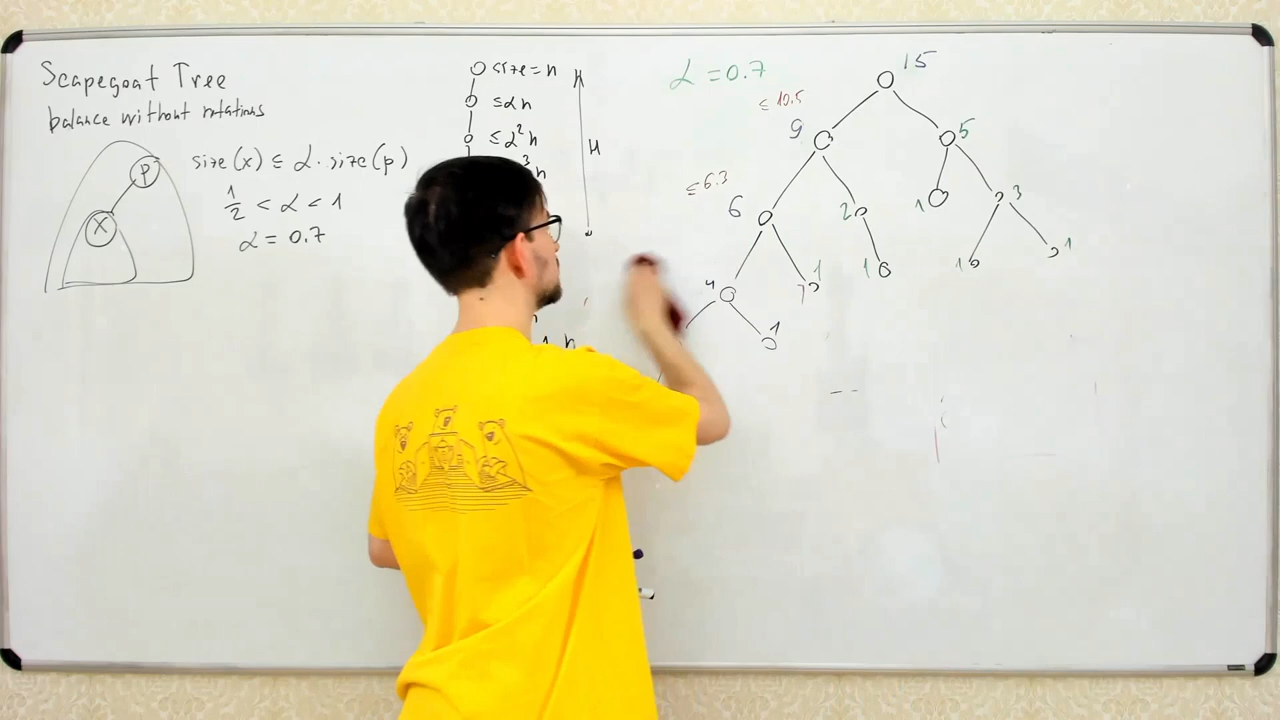 Scapegoat Tree
balance without rotations
P
X
size(x) ≤ α·size(p)
1/2 < α < 1
α = 0.7
size=n
≤αn
≤α²n
³n
H
n
α = 0.7
15
≤ 10.5
9
5
≤ 6.3
6
2
1
3
4
1
1
1
1
1